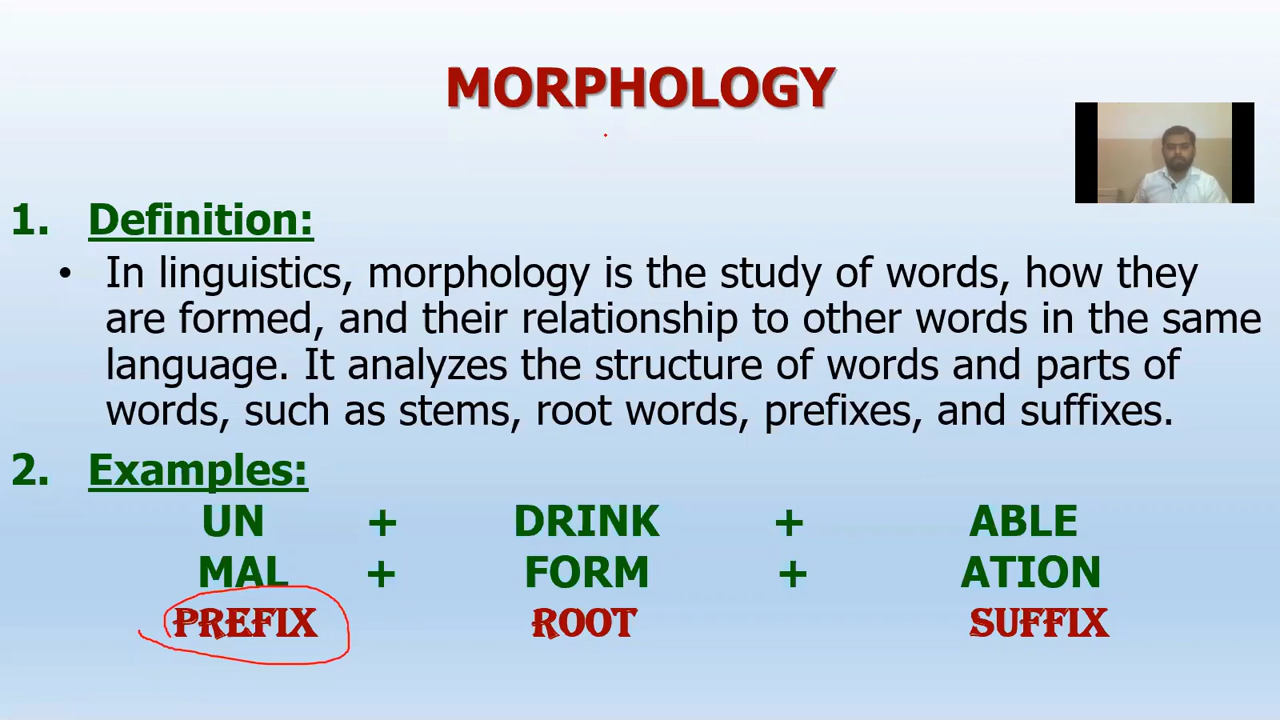 MORPHOLOGY
1. Definition:
• In linguistics, morphology is the study of words, how they
are formed, and their relationship to other words in the same
language. It analyzes the structure of words and parts of
words, such as stems, root words, prefixes, and suffixes.
2. Examples:
UN + DRINK + ABLE
MAL + FORM + ATION
PREFIX ROOT SUFFIX